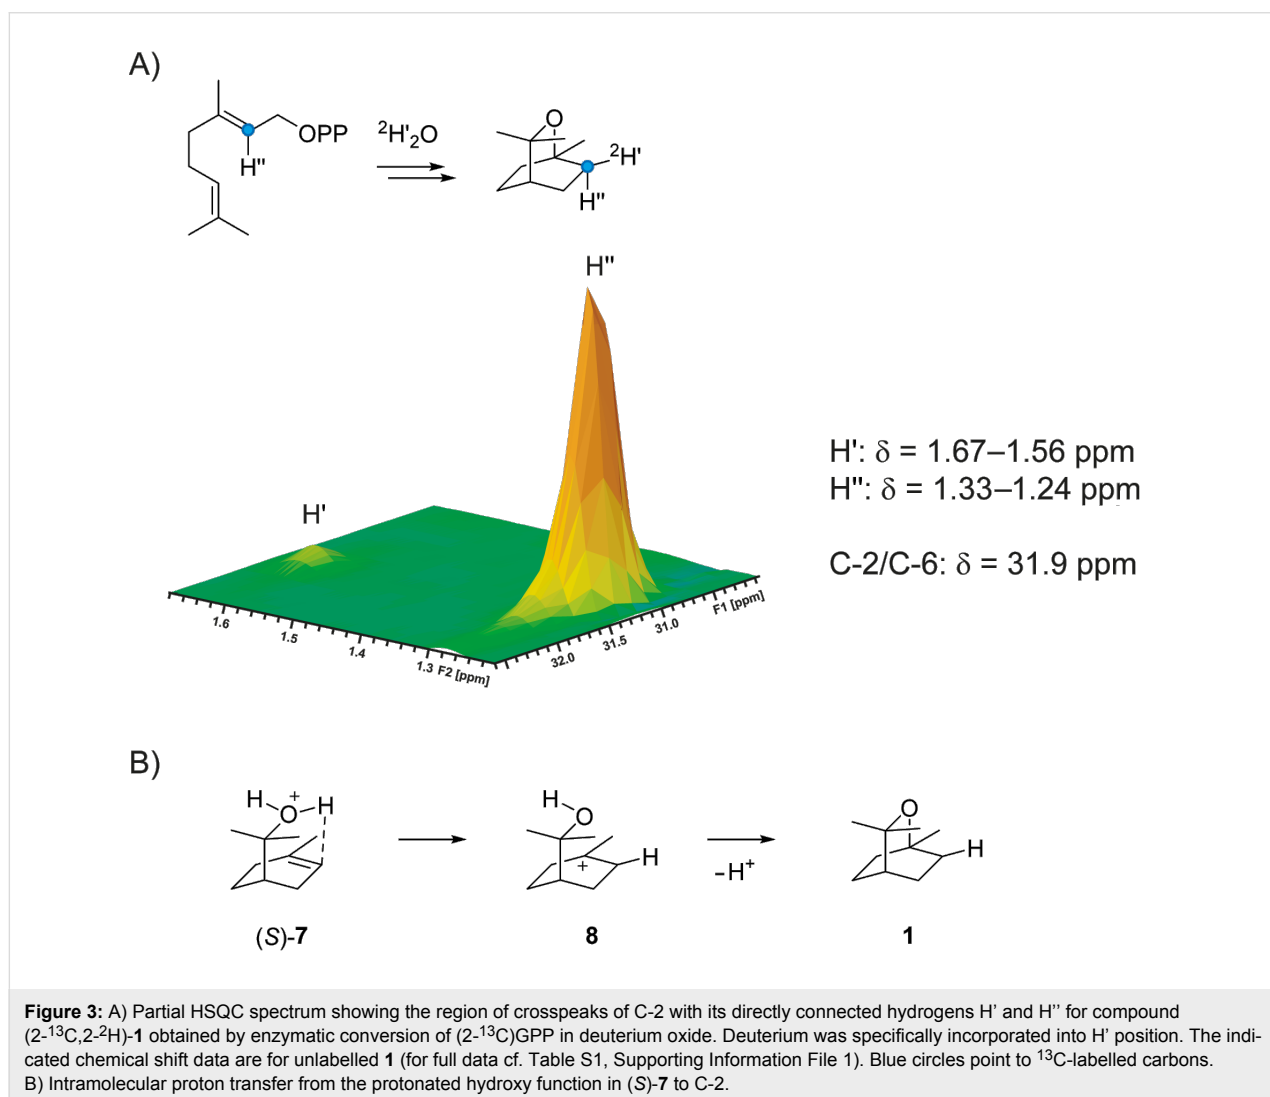 A)
OPP
H"
²H'₂O
O
²H'
H"
H"
H'
H': δ = 1.67–1.56 ppm
H": δ = 1.33–1.24 ppm
C-2/C-6: δ = 31.9 ppm
1.6
1.5
1.4
1.3 F2 [ppm]
32.0
31.5
31.0
F1 [ppm]
B)
H O + H
H O
+ H
–H⁺
O
H
(S)-7
8
1
Figure 3: A) Partial HSQC spectrum showing the region of crosspeaks of C-2 with its directly connected hydrogens H’ and H’’ for compound
(2-¹³C,2-²H)-1 obtained by enzymatic conversion of (2-¹³C)GPP in deuterium oxide. Deuterium was specifically incorporated into H’ position. The indi-
cated chemical shift data are for unlabelled 1 (for full data cf. Table S1, Supporting Information File 1). Blue circles point to ¹³C-labelled carbons.
B) Intramolecular proton transfer from the protonated hydroxy function in (S)-7 to C-2.